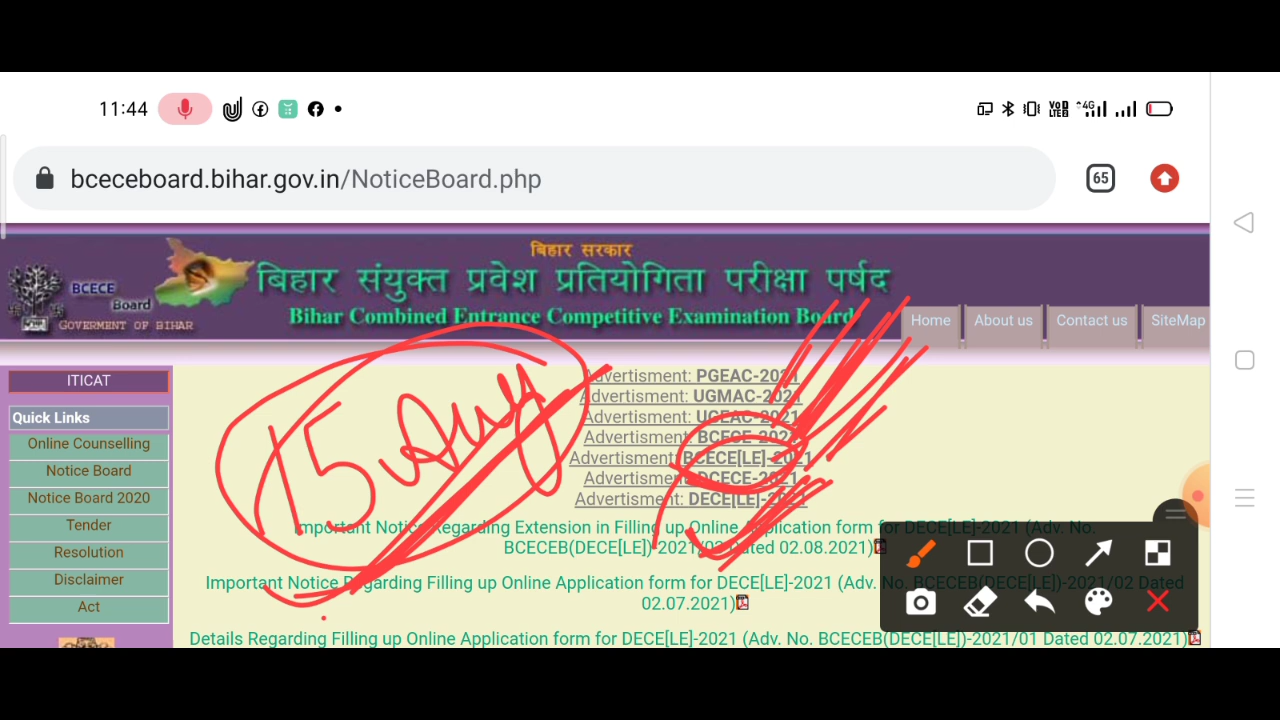 11:44
VoLTE2 4G
bceceboard.bihar.gov.in/NoticeBoard.php
65
बिहार सरकार
बिहार संयुक्त प्रवेश प्रतियोगिता परीक्षा पर्षद
BCECE
Board
GOVERMENT OF BIHAR
Bihar Combined Entrance Competitive Examination Board
Home About us Contact us SiteMap
ITICAT
Quick Links
Online Counselling
Notice Board
Notice Board 2020
Tender
Resolution
Disclaimer
Act
Advertisment: PGEAC-2021
Advertisment: UGMAC-2021
Advertisment: UGEAC-2021
Advertisment: BCECE-2021
Advertisment: BCECE[LE]-2021
Advertisment: DCECE-2021
Advertisment: DECE[LE]-2021
15
Important Notice Regarding Extension in Filling up Online Application form for DECE[LE]-2021 (Adv. No.
BCECEB(DECE[LE])-2021/02 Dated 02.08.2021)
Important Notice Regarding Filling up Online Application form for DECE[LE]-2021 (Adv. No. BCECEB(DECE[LE])-2021/02 Dated
02.07.2021)
Details Regarding Filling up Online Application form for DECE[LE]-2021 (Adv. No. BCECEB(DECE[LE])-2021/01 Dated 02.07.2021)